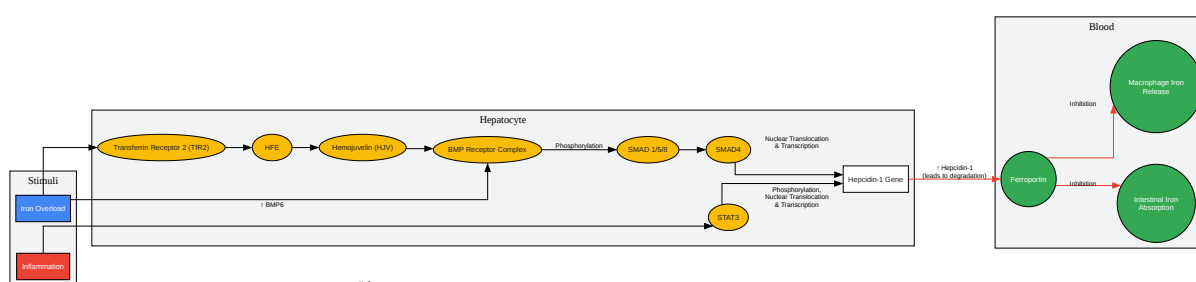 Blood
Macrophage Iron
Release
Inhibition
Hepatocyte
Transferrin Receptor 2 (TfR2)
HFE
Hemojuvelin (HJV)
BMP Receptor Complex
Phosphorylation
SMAD 1/5/8
SMAD4
Nuclear Translocation
& Transcription
Hepcidin-1 Gene
↑ Hepcidin-1
(leads to degradation)
Ferroportin
Inhibition
Intestinal Iron
Absorption
Stimuli
Iron Overload
↑ BMP6
Phosphorylation,
Nuclear Translocation
& Transcription
STAT3
Inflammation